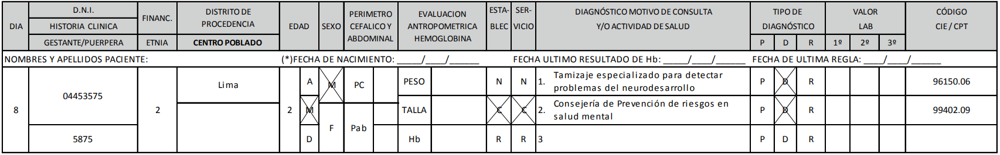 DIA
D.N.I.
HISTORIA CLINICA
GESTANTE/PUERPERA
FINANC.
ETNIA
DISTRITO DE
PROCEDENCIA
CENTRO POBLADO
EDAD
SEXO
PERIMETRO
CEFALICO Y
ABDOMINAL
EVALUACION
ANTROPOMETRICA
HEMOGLOBINA
ESTA-
BLEC
SER-
VICIO
DIAGNÓSTICO MOTIVO DE CONSULTA
Y/O ACTIVIDAD DE SALUD
TIPO DE
DIAGNÓSTICO
P D R
VALOR
LAB
1º 2º 3º
CÓDIGO
CIE / CPT
NOMBRES Y APELLIDOS PACIENTE: (*)FECHA DE NACIMIENTO: _____/____/______ FECHA ULTIMO RESULTADO DE Hb: _____/____/______ FECHA DE ULTIMA REGLA: ____/____/______
8
04453575
5875
2
Lima
2
A
M
D
M
F
PC
Pab
PESO
TALLA
Hb
N N 1. Tamizaje especializado para detectar
problemas del neurodesarrollo
P D R 96150.06
C C 2. Consejería de Prevención de riesgos en
salud mental
P D R 99402.09
R R 3 P D R